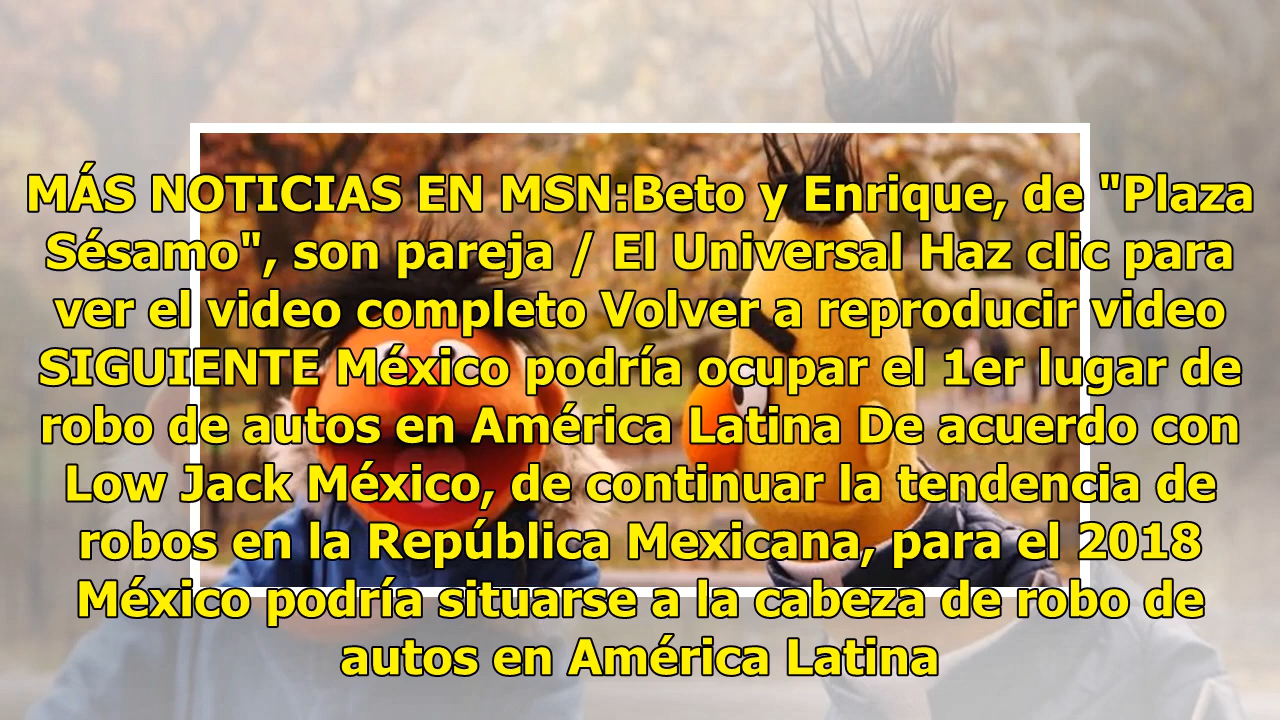 MÁS NOTICIAS EN MSN:Beto y Enrique, de "Plaza
Sésamo", son pareja / El Universal Haz clic para
ver el video completo Volver a reproducir video
SIGUIENTE México podría ocupar el 1er lugar de
robo de autos en América Latina De acuerdo con
Low Jack México, de continuar la tendencia de
robos en la República Mexicana, para el 2018
México podría situarse a la cabeza de robo de
autos en América Latina